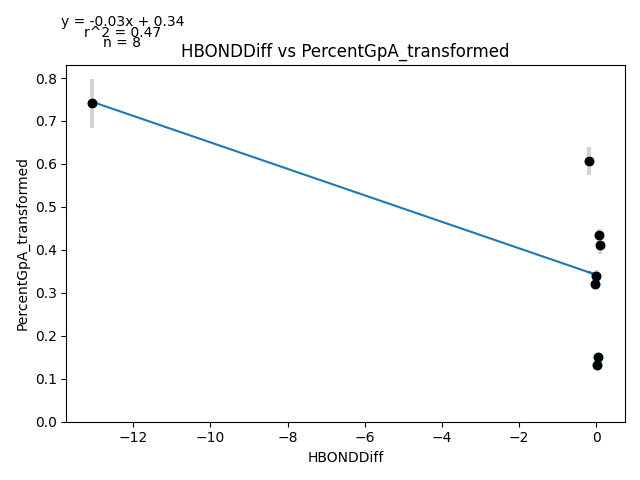 y = -0.03x + 0.34
r^2 = 0.47
n = 8
HBONDDiff vs PercentGpA_transformed
PercentGpA_transformed
0.8
0.7
0.6
0.5
0.4
0.3
0.2
0.1
0.0
−12
−10
−8
−6
−4
−2
0
HBONDDiff